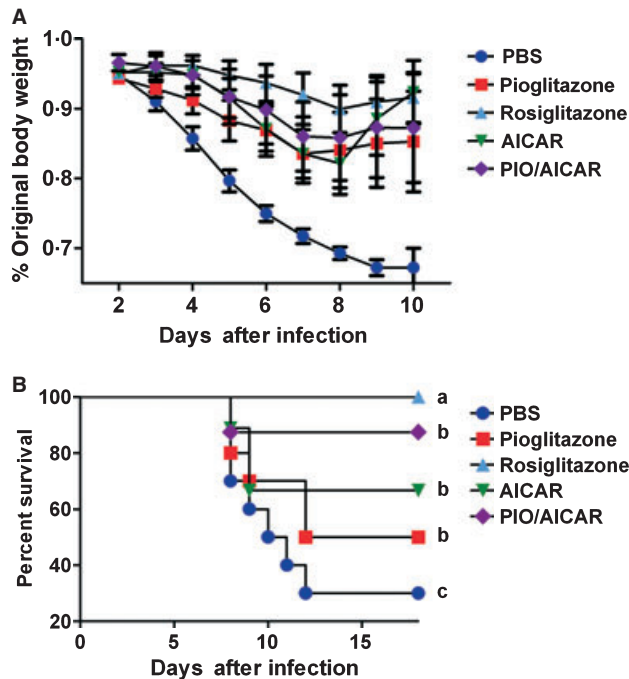 A
% Original body weight
1·0
0·9
0·8
0·7
2 4 6 8 10
Days after infection
PBS
Pioglitazone
Rosiglitazone
AICAR
PIO/AICAR
B
Percent survival
100
80
60
40
20
0 5 10 15
Days after infection
a
b
b
b
c
PBS
Pioglitazone
Rosiglitazone
AICAR
PIO/AICAR